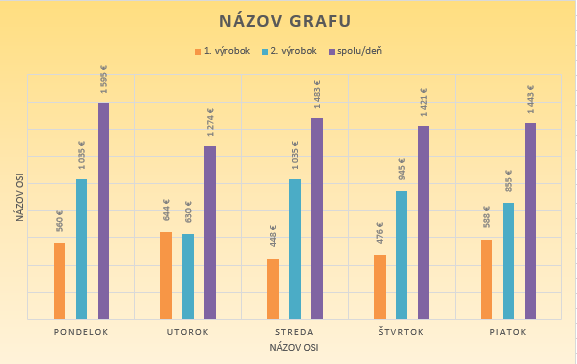 NÁZOV GRAFU
1. výrobok 2. výrobok spolu/deň
NÁZOV OSI
560 € 1 035 € 1 595 €
644 € 630 € 1 274 €
448 € 1 035 € 1 483 €
476 € 945 € 1 421 €
588 € 855 € 1 443 €
PONDELOK UTOROK STREDA ŠTVRTOK PIATOK
NÁZOV OSI